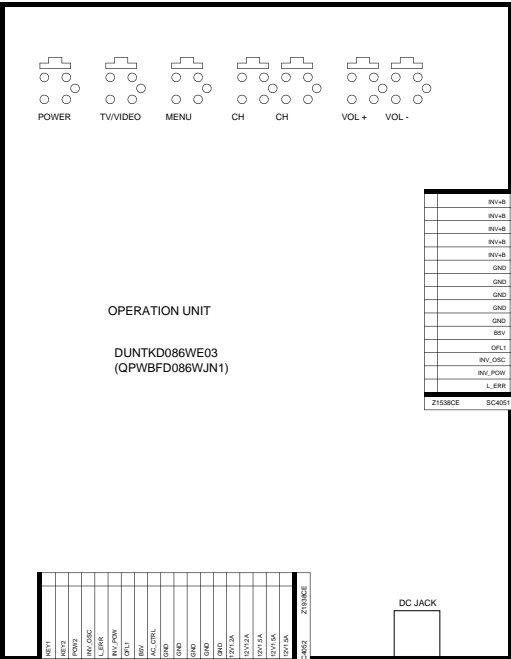 POWER TV/VIDEO MENU CH CH VOL + VOL -
INV+B
INV+B
INV+B
INV+B
INV+B
GND
GND
GND
GND
GND
B5V
OFL1
INV_OSC
INV_POW
L_ERR
Z1538CE SC4051
OPERATION UNIT
DUNTKD086WE03
(QPWBFD086WJN1)
KEY1
KEY2
POW2
INV_OSC
L_ERR
INV_POW
OFL1
B5V
AC_CTRL
GND
GND
GND
GND
GND
12V1.2A
12V1.2A
12V1.5A
12V1.5A
12V1.5A
Z1938CE
DC JACK